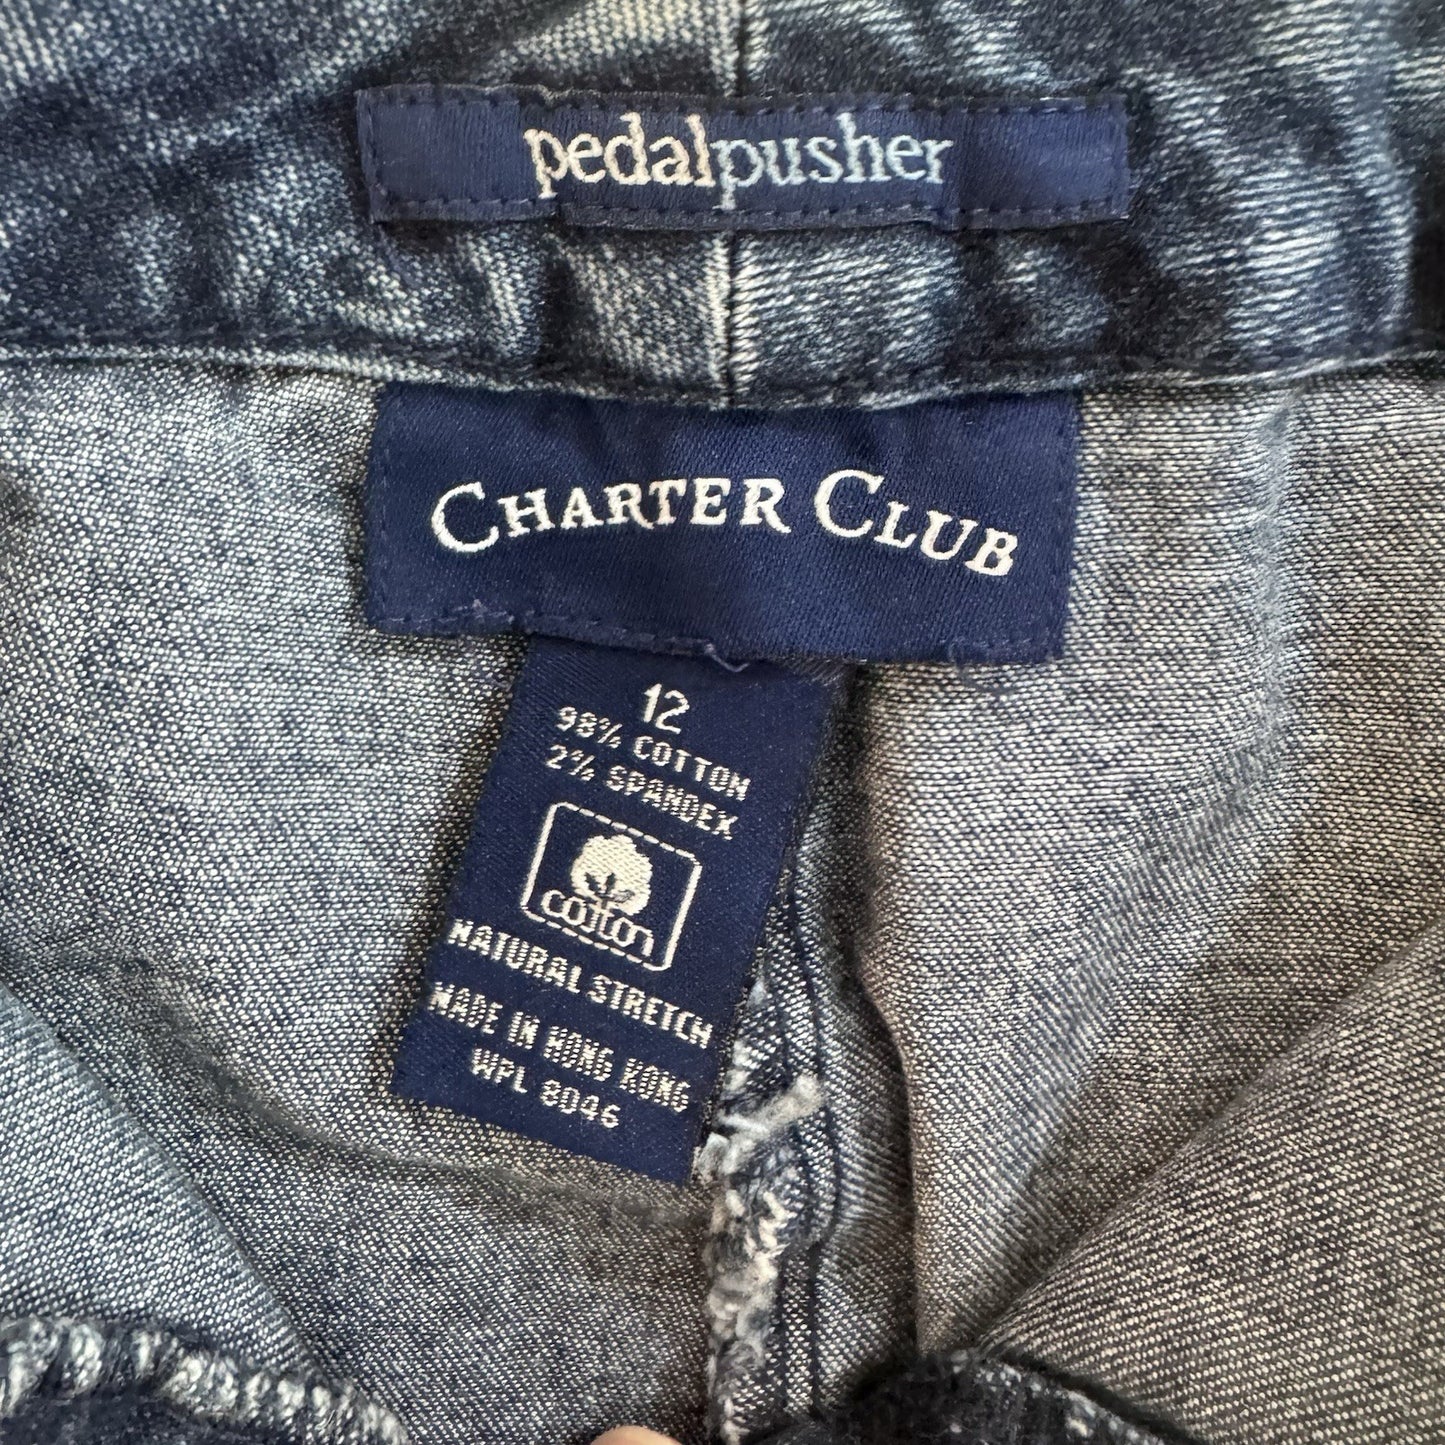 pedalpusher
CHARTER CLUB
12
98% COTTON
2% SPANDEX
cotton
NATURAL STRETCH
MADE IN HONG KONG
WPL 8046